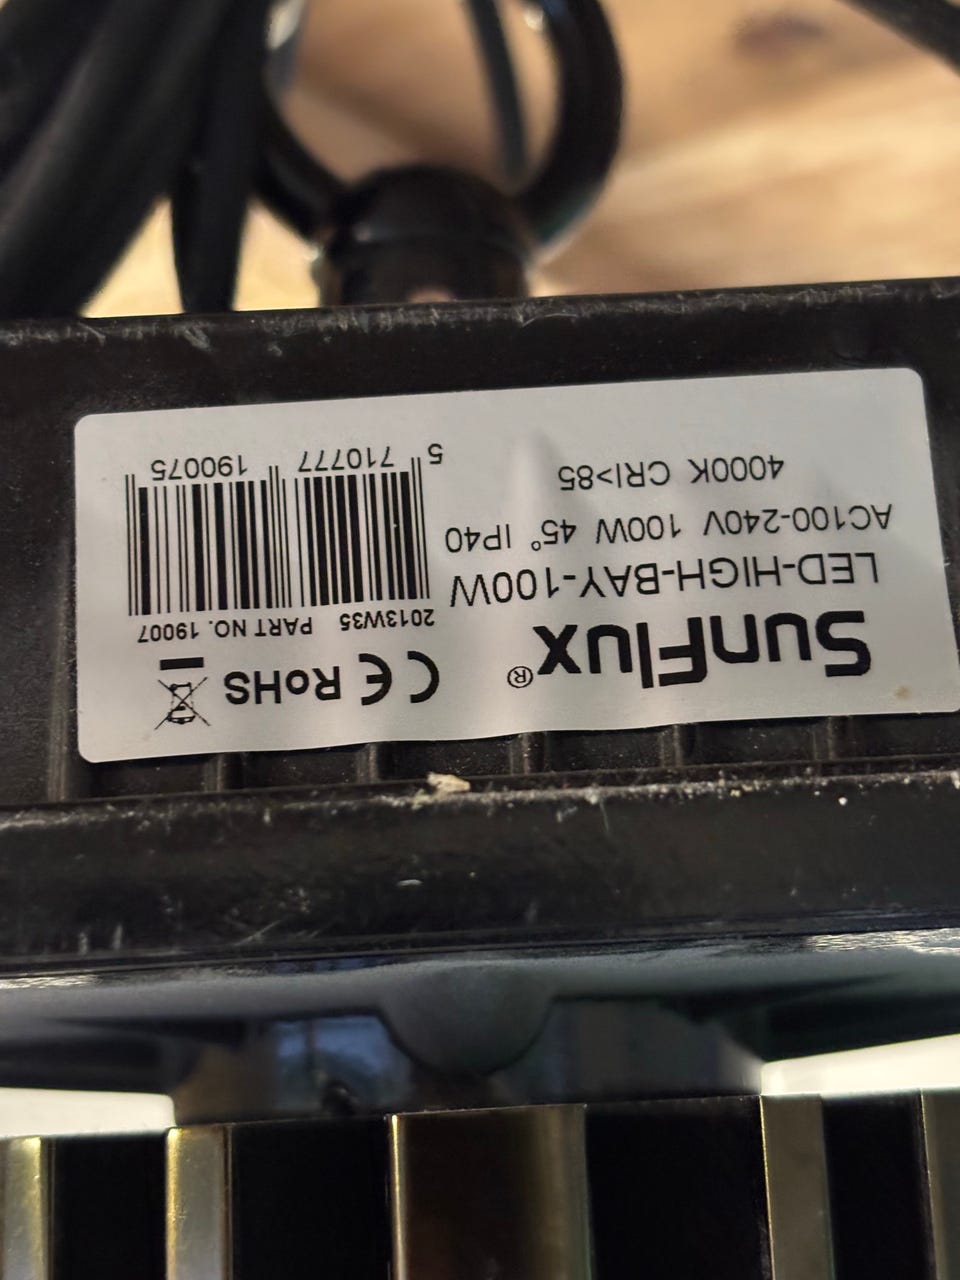 SunFlux®
CE RoHS
LED-HIGH-BAY-100W
AC100-240V 100W 45° IP40
4000K CRI>85
2013W35 PART NO. 19007
5 710777 190075